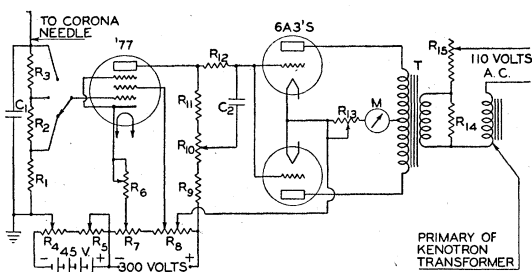 TO CORONA
NEEDLE
'77
6A3'S
R3
C1
R2
R1
R12
R11
C2
R10
R9
R13
M
T
R15
110 VOLTS
A.C.
R14
R6
R4
R5
R7
R8
- 45 V. +
- 300 VOLTS +
PRIMARY OF
KENOTRON
TRANSFORMER